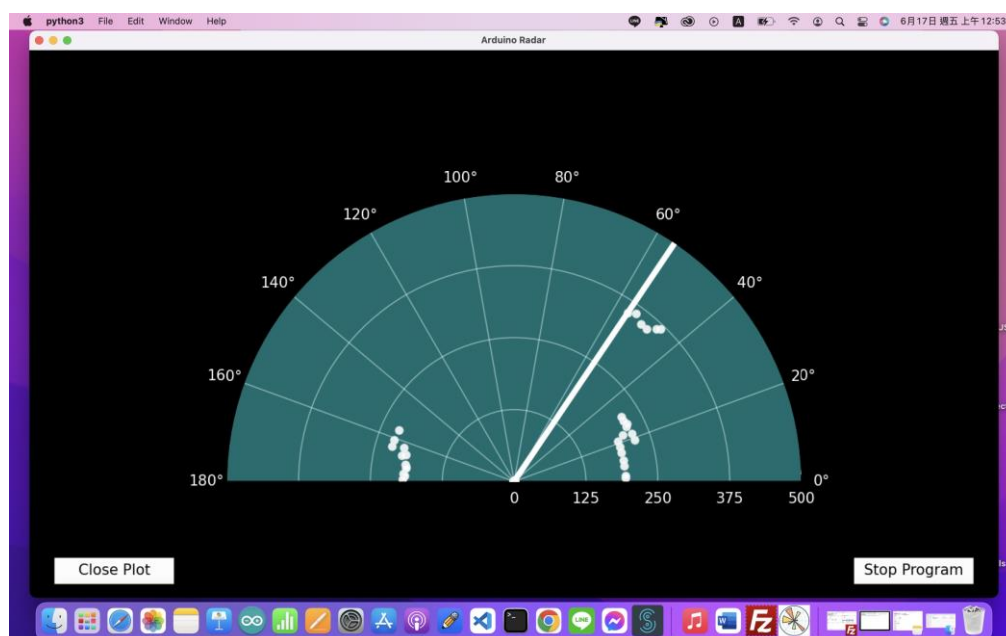 python3 File Edit Window Help A 6月17日 週五 上午12:53
Arduino Radar
100° 80°
120° 60°
140° 40°
160° 20°
180° 0°
0 125 250 375 500
Close Plot Stop Program